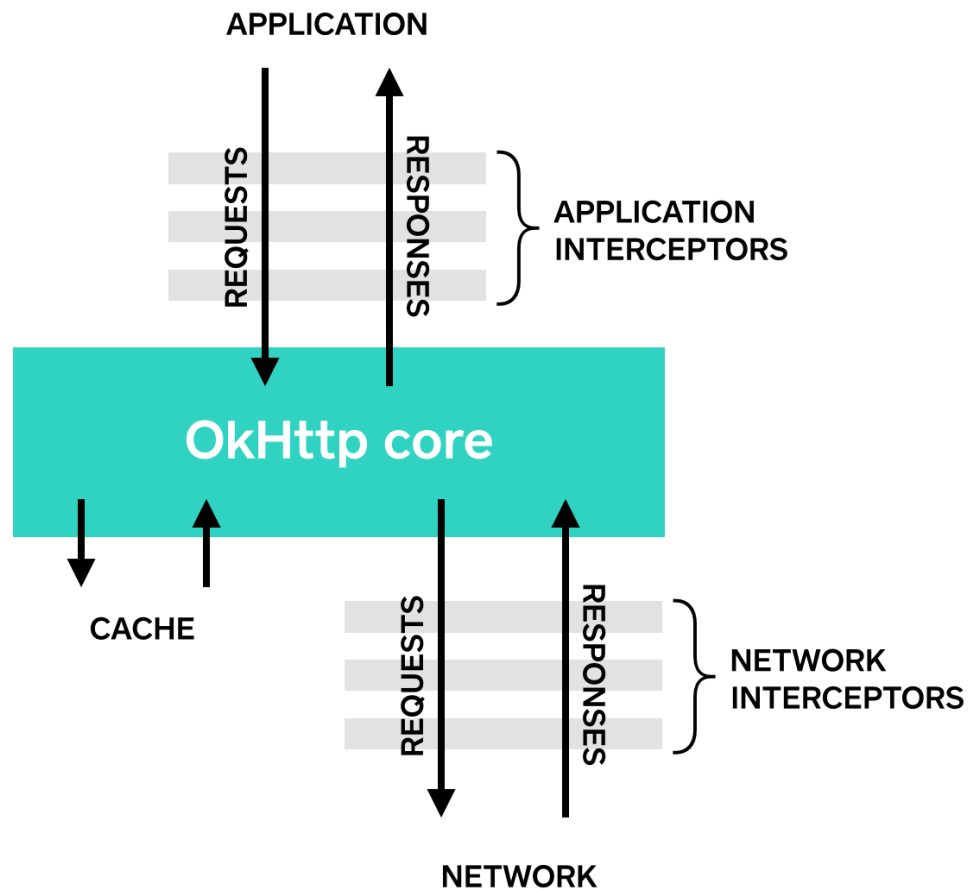 APPLICATION
REQUESTS
RESPONSES
APPLICATION
INTERCEPTORS
OkHttp core
CACHE
REQUESTS
RESPONSES
NETWORK
INTERCEPTORS
NETWORK